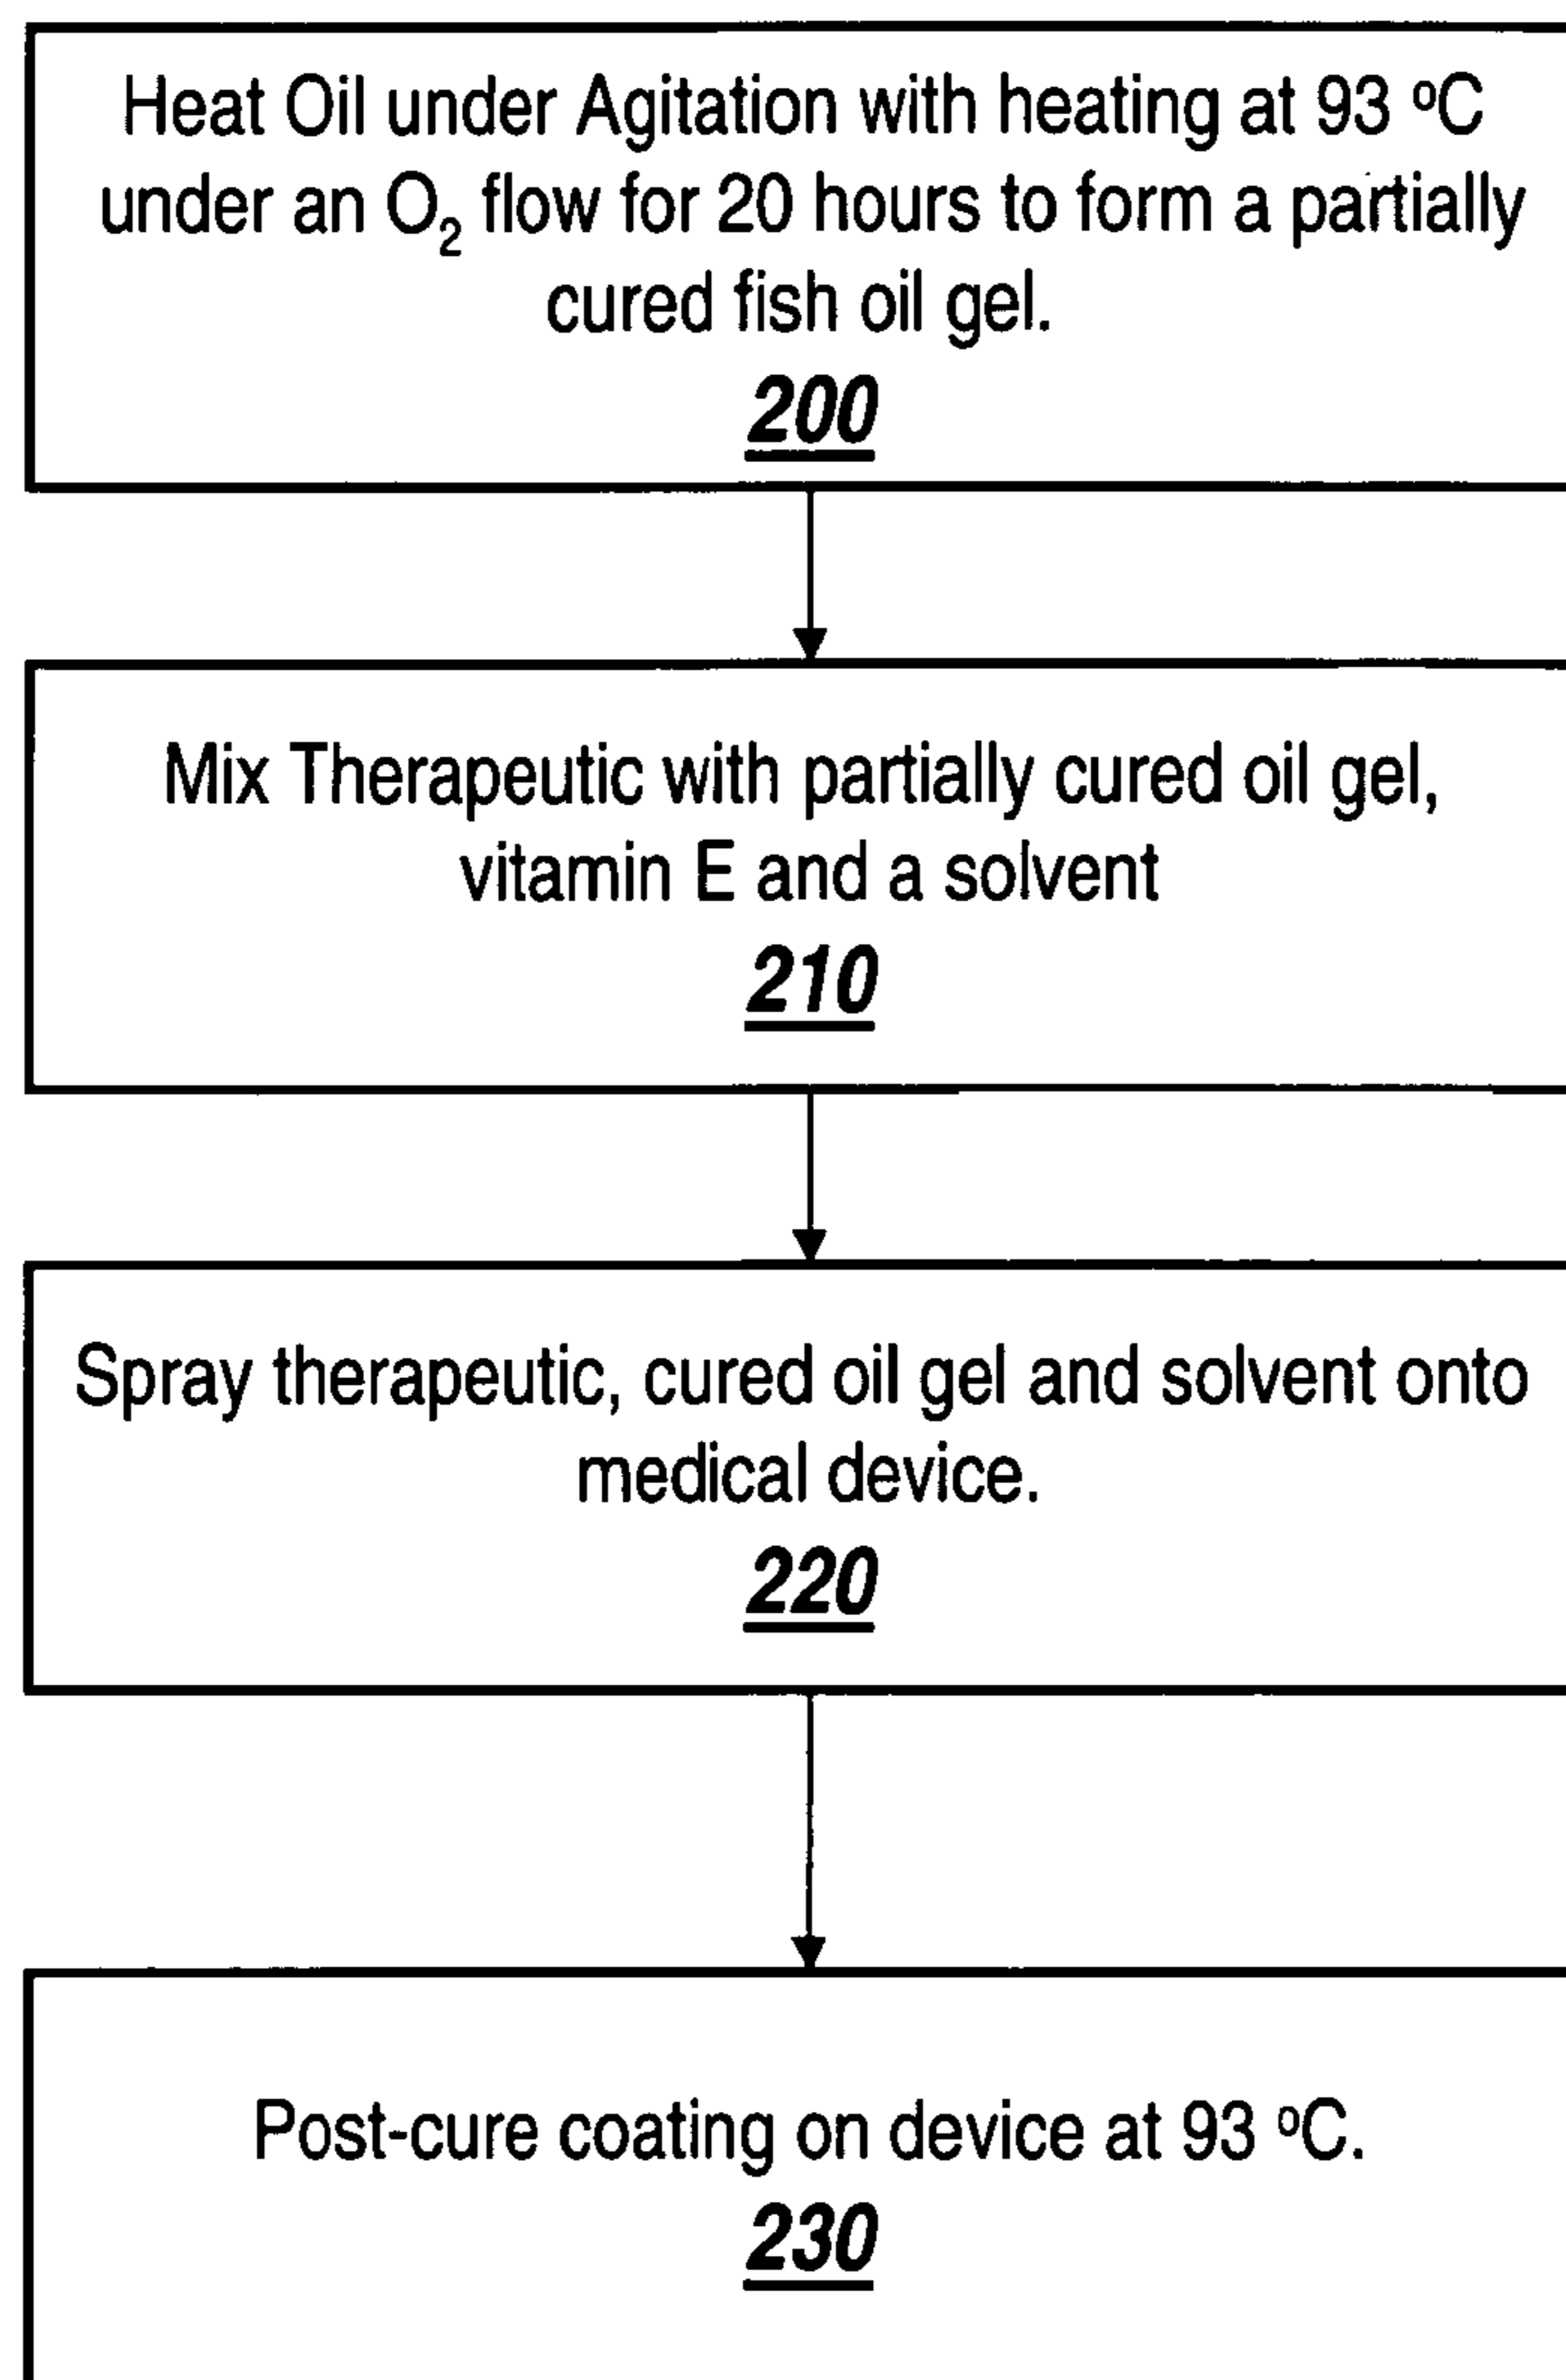 Heat Oil under Agitation with heating at 93 ºC
under an O₂ flow for 20 hours to form a partially
cured fish oil gel.
200
Mix Therapeutic with partially cured oil gel,
vitamin E and a solvent
210
Spray therapeutic, cured oil gel and solvent onto
medical device.
220
Post-cure coating on device at 93 ºC.
230